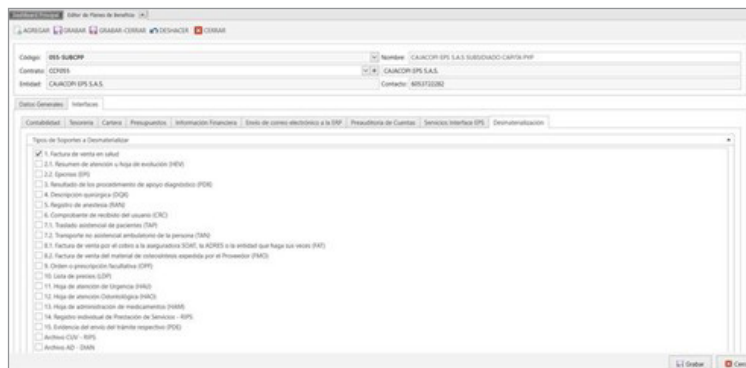 Dashboard Principal Editor de Planes de Beneficio
AGREGAR GRABAR GRABAR-CERRAR DESHACER CERRAR
Código: 055-SUBCPP Nombre: CAJACOPI EPS S.A.S SUBSIDIADO CAPITA PYP
Contrato: CCF055 CAJACOPI EPS S.A.S.
Entidad: CAJACOPI EPS S.A.S. Contacto: 6053722282
Datos Generales Interfaces
Contabilidad Tesorería Cartera Presupuestos Información Financiera Envío de correo electrónico a la ERP Preauditoria de Cuentas Servicios Interface EPS Desmaterialización
Tipos de Soportes a Desmaterializar
1. Factura de venta en salud
2.1. Resumen de atención u hoja de evolución (HEV)
2.2. Epicrisis (EPI)
3. Resultado de los procedimiento de apoyo diagnóstico (PDX)
4. Descripción quirúrgica (DQX)
5. Registro de anestesia (RAN)
6. Comprobante de recibido del usuario (CRC)
7.1. Traslado asistencial de pacientes (TAP)
7.2. Transporte no asistencial ambulatorio de la persona (TAN)
8.1. Factura de venta por el cobro a la aseguradora SOAT, la ADRES o la entidad que haga sus veces (FAT)
8.2. Factura de venta del material de osteosíntesis expedida por el Proveedor (FMO)
9. Orden o prescripción facultativa (OPF)
10. Lista de precios (LDP)
11. Hoja de atención de Urgencia (HAU)
12. Hoja de atención Odontológica (HAO)
13. Hoja de administración de medicamentos (HAM)
14. Registro individual de Prestación de Servicios - RIPS
15. Evidencia del envío del trámite respectivo (PDE)
Archivo CUV - RIPS
Archivo AD - DIAN
Grabar